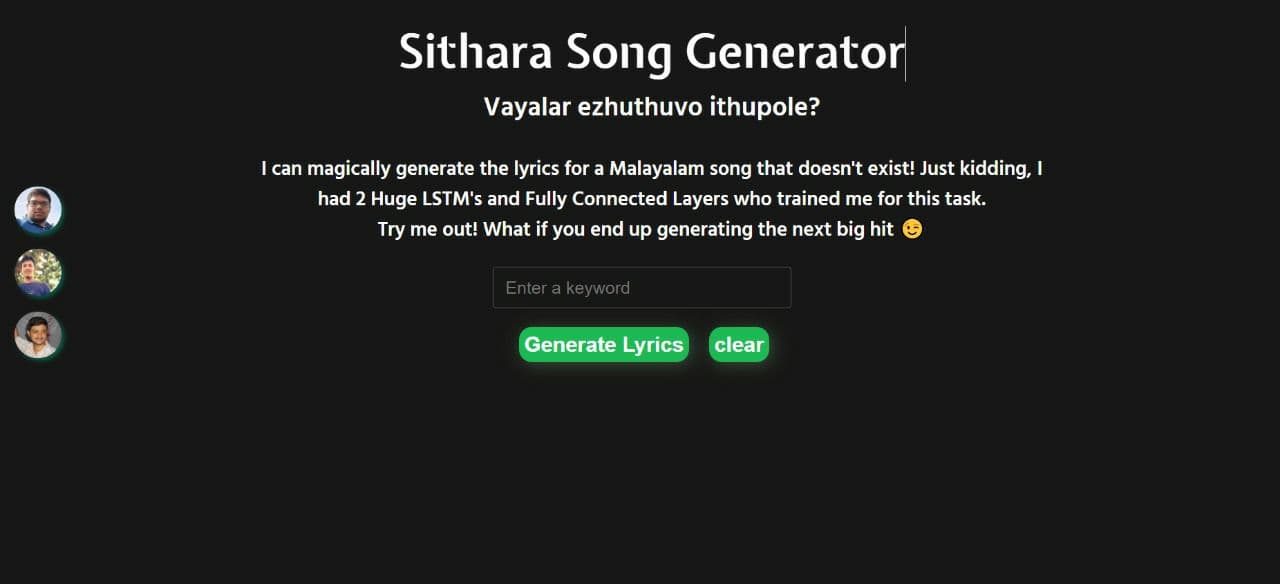 Sithara Song Generator
Vayalar ezhuthuvo ithupole?
I can magically generate the lyrics for a Malayalam song that doesn't exist! Just kidding, I
had 2 Huge LSTM's and Fully Connected Layers who trained me for this task.
Try me out! What if you end up generating the next big hit 😉
Enter a keyword
Generate Lyrics clear